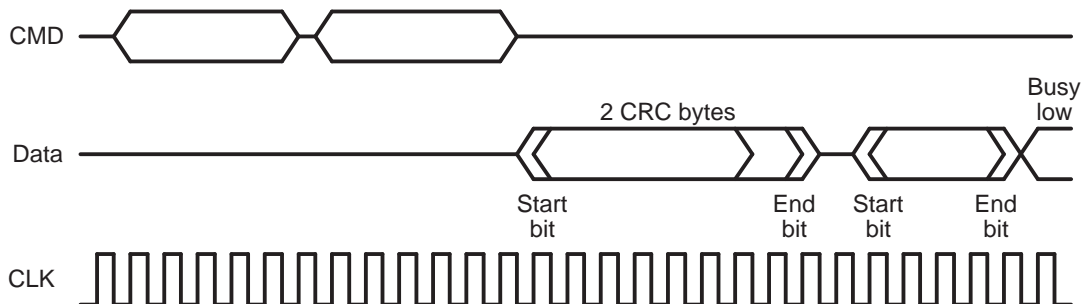 CMD
Busy
low
2 CRC bytes
Data
Start
bit
End
bit
Start
bit
End
bit
CLK